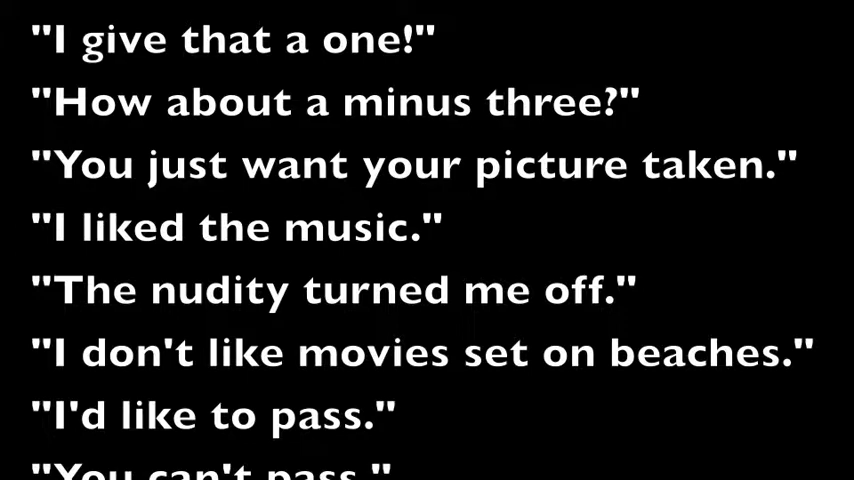 "I give that a one!"
"How about a minus three?"
"You just want your picture taken."
"I liked the music."
"The nudity turned me off."
"I don't like movies set on beaches."
"I'd like to pass."
"You can't pass."